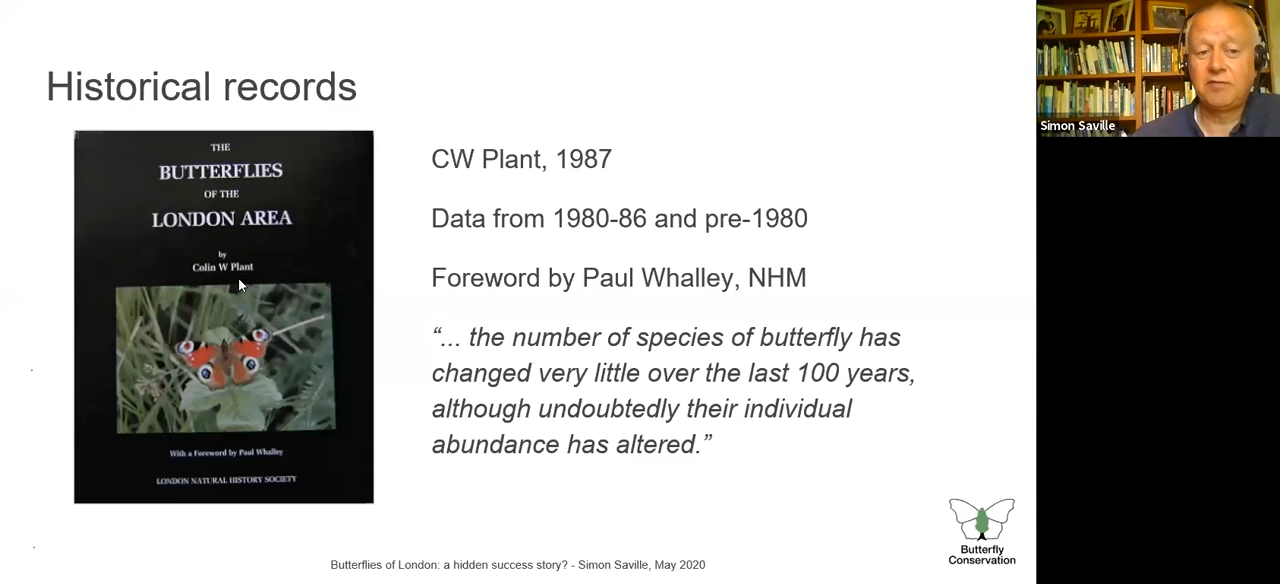 Historical records
THE
BUTTERFLIES
OF THE
LONDON AREA
by
Colin W Plant
With a Foreword by Paul Whalley
LONDON NATURAL HISTORY SOCIETY
CW Plant, 1987
Data from 1980-86 and pre-1980
Foreword by Paul Whalley, NHM
“... the number of species of butterfly has
changed very little over the last 100 years,
although undoubtedly their individual
abundance has altered.”
Butterfly
Conservation
Butterflies of London: a hidden success story? - Simon Saville, May 2020
Simon Saville